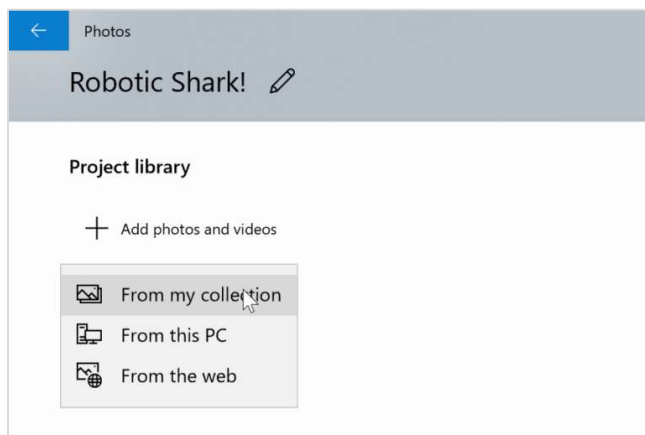 Photos
Robotic Shark!
Project library
Add photos and videos
From my collection
From this PC
From the web